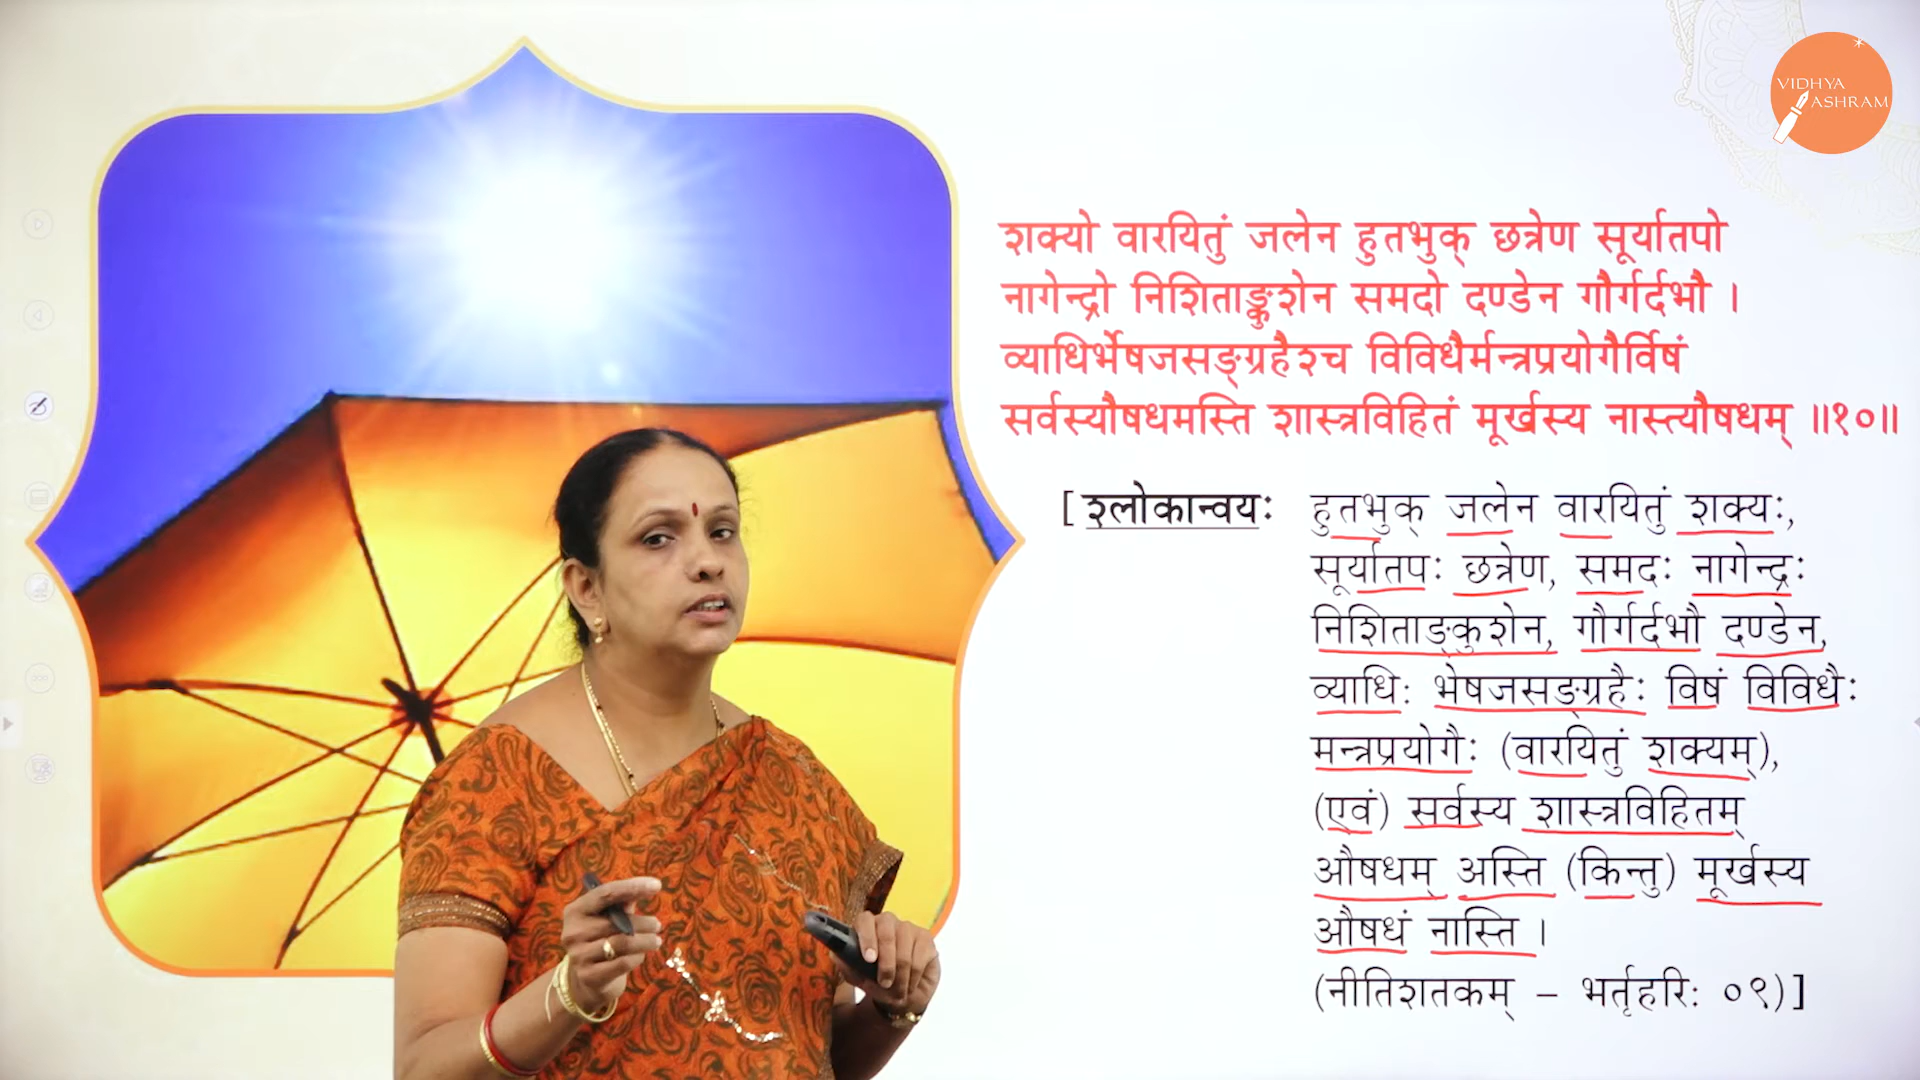 VIDHYA
ASHRAM
शक्यो वारयितुं जलेन हुतभुक् छत्रेण सूर्यातपो
नागेन्द्रो निशिताङ्कुशेन समदो दण्डेन गौर्गर्दभौ ।
व्याधिर्भेषजसङ्ग्रहैश्च विविधैर्मन्त्रप्रयोगैर्विषं
सर्वस्यौषधमस्ति शास्त्रविहितं मूर्खस्य नास्त्यौषधम् ॥१०॥
[ श्लोकान्वयः हुतभुक् जलेन वारयितुं शक्यः,
सूर्यातपः छत्रेण, समदः नागेन्द्रः
निशिताङ्कुशेन, गौर्गर्दभौ दण्डेन,
व्याधिः भेषजसङ्ग्रहैः विषं विविधैः
मन्त्रप्रयोगैः (वारयितुं शक्यम्),
(एवं) सर्वस्य शास्त्रविहितम्
औषधम् अस्ति (किन्तु) मूर्खस्य
औषधं नास्ति ।
(नीतिशतकम् – भर्तृहरिः ०९)]